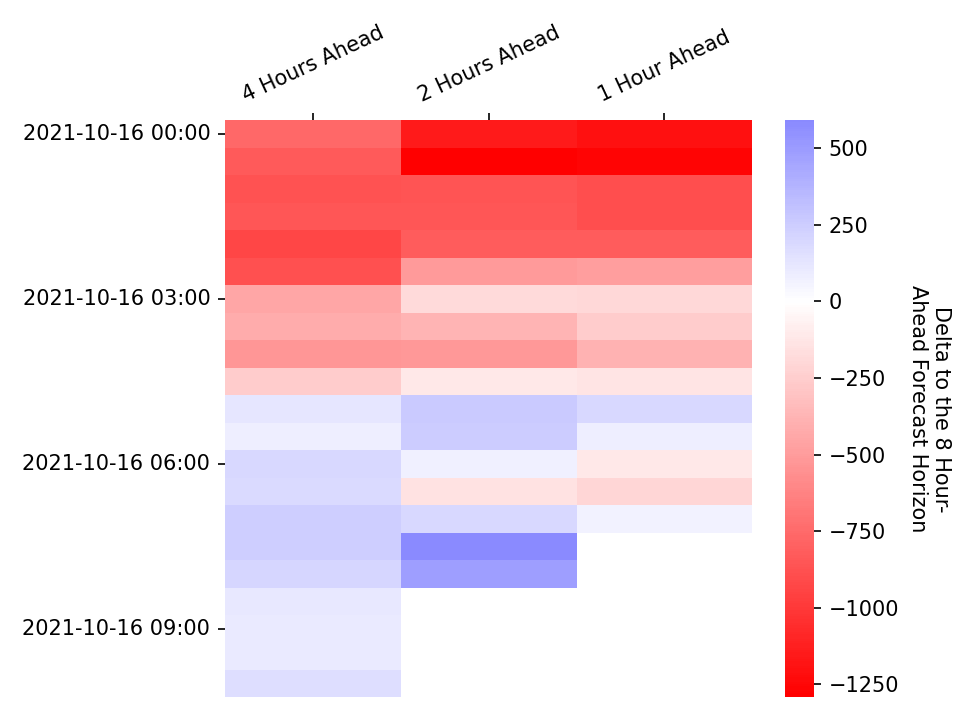 4 Hours Ahead
2 Hours Ahead
1 Hour Ahead
2021-10-16 00:00
2021-10-16 03:00
2021-10-16 06:00
2021-10-16 09:00
500
250
0
−250
−500
−750
−1000
−1250
Delta to the 8 Hour-
Ahead Forecast Horizon